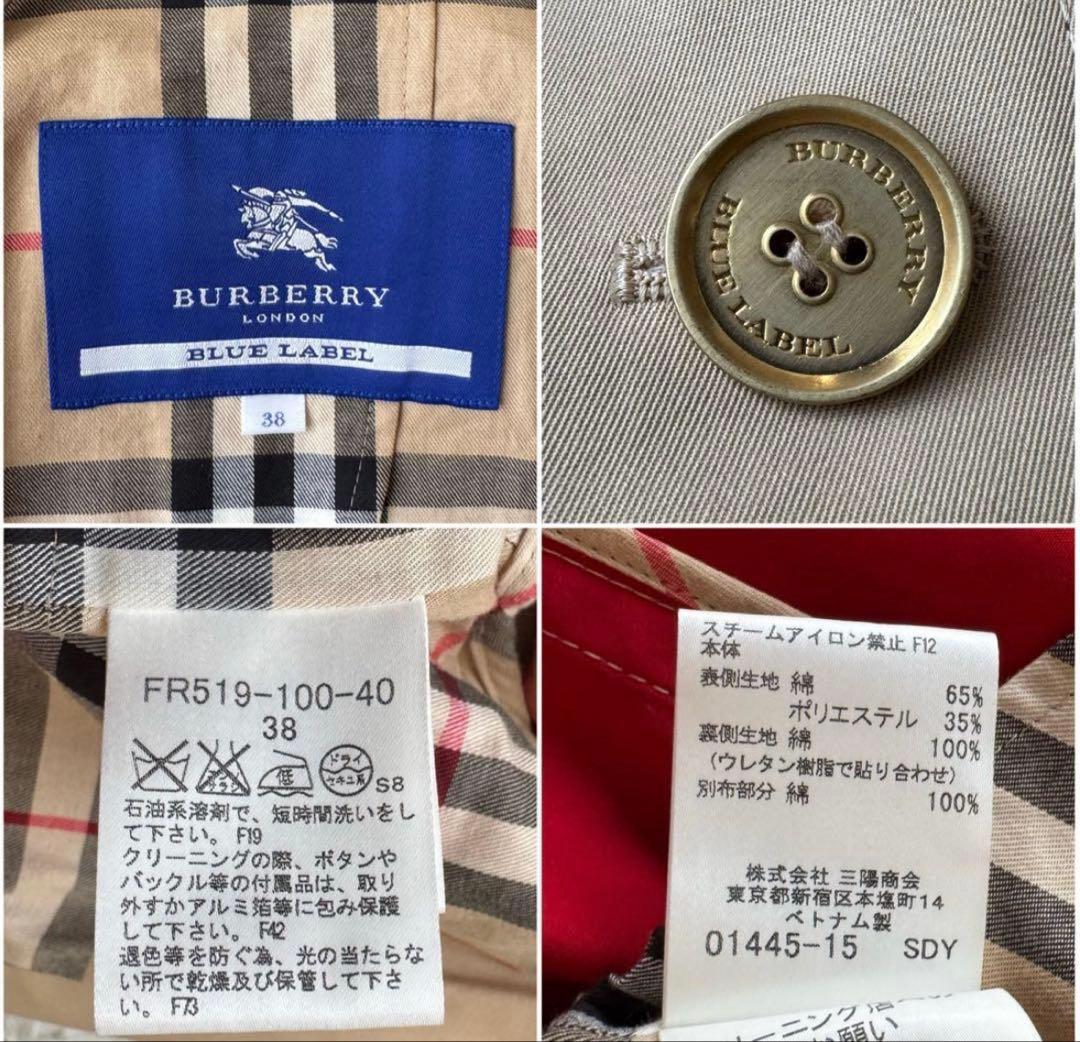 BURBERRY
LONDON
BLUE LABEL
38
BURBERRY
BLUE LABEL
FR519-100-40
38
エンソサラシ
低
ドライ
セキユ系
S8
石油系溶剤で、短時間洗いをし
て下さい。 F19
クリーニングの際、ボタンや
バックル等の付属品は、取り
外すかアルミ箔等に包み保護
して下さい。 F42
退色等を防ぐ為、光の当たらな
い所で乾燥及び保管して下さ
い。 F73
スチームアイロン禁止 F12
本体
表側生地 綿 65%
ポリエステル 35%
裏側生地 綿 100%
(ウレタン樹脂で貼り合わせ)
別布部分 綿 100%
株式会社 三陽商会
東京都新宿区本塩町14
ベトナム製
01445-15 SDY